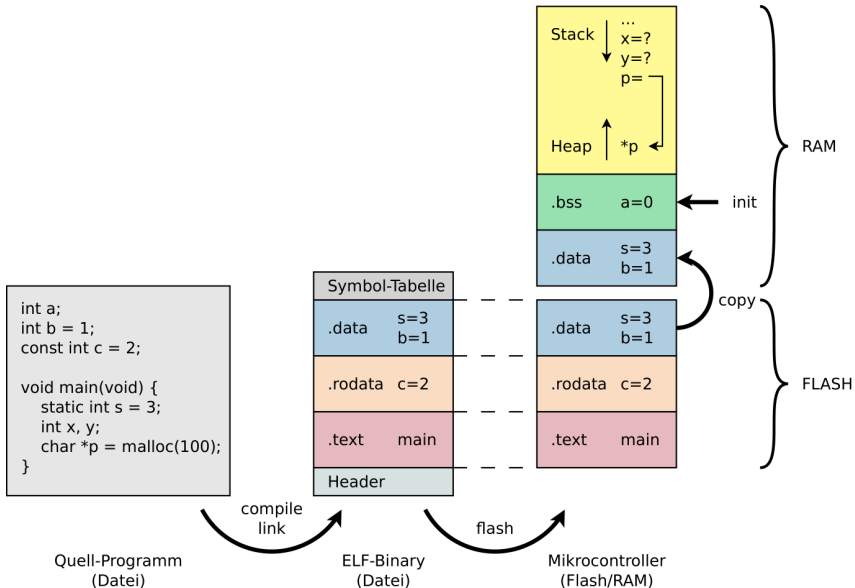 int a;
int b = 1;
const int c = 2;
void main(void) {
static int s = 3;
int x, y;
char *p = malloc(100);
}
Quell-Programm
(Datei)
compile
link
Symbol-Tabelle
.data s=3
b=1
.rodata c=2
.text main
Header
ELF-Binary
(Datei)
flash
Stack
...
x=?
y=?
p=
Heap *p
.bss a=0
.data s=3
b=1
.data s=3
b=1
.rodata c=2
.text main
Mikrocontroller
(Flash/RAM)
RAM
init
copy
FLASH